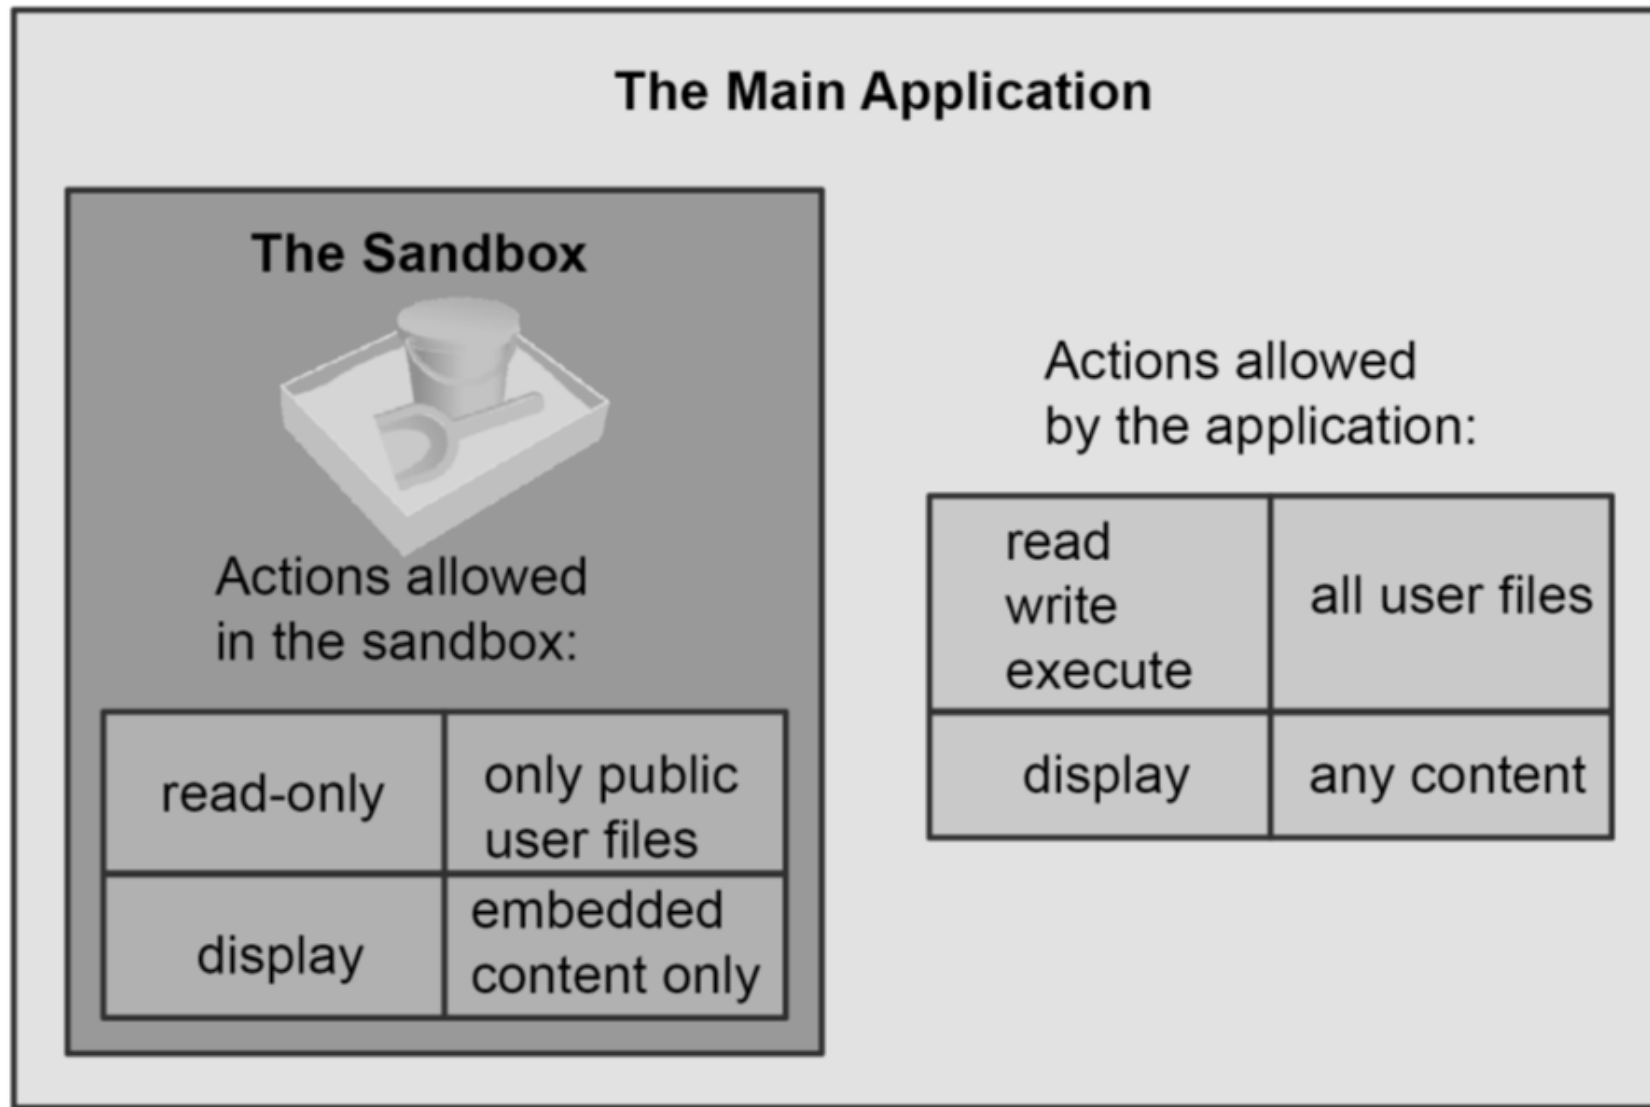 The Main Application
The Sandbox
Actions allowed
in the sandbox:
read-only
only public
user files
display
embedded
content only
Actions allowed
by the application:
read
write
execute
all user files
display
any content